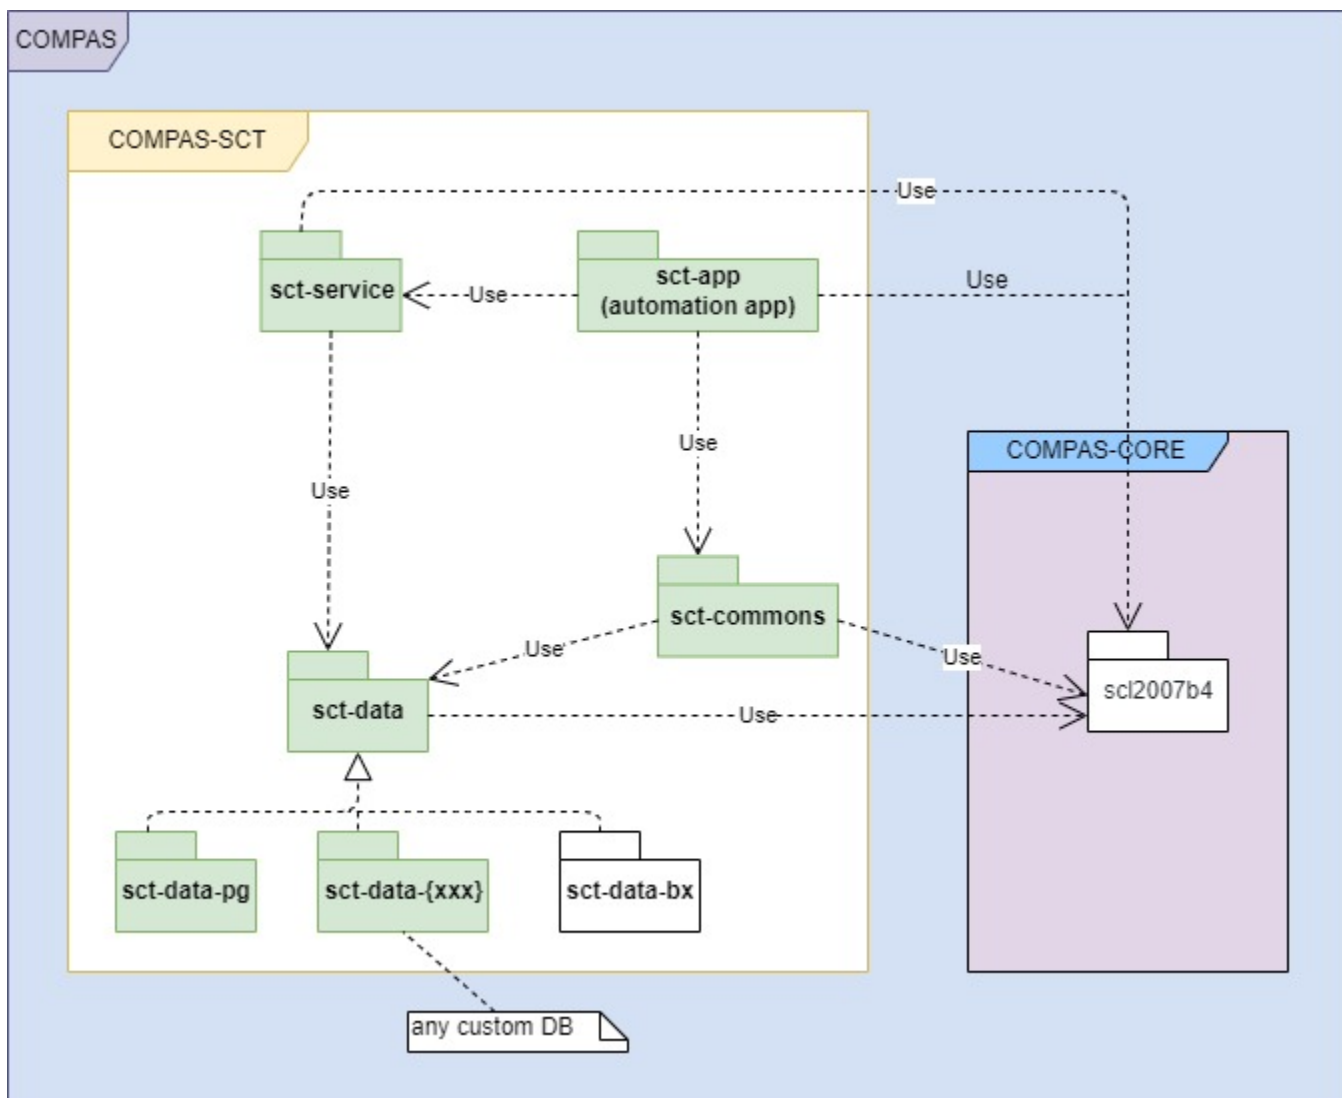 COMPAS
COMPAS-SCT
Use
sct-service
Use
sct-app
(automation app)
Use
Use
COMPAS-CORE
Use
sct-commons
Use
Use
scl2007b4
sct-data
Use
sct-data-pg
sct-data-{xxx}
sct-data-bx
any custom DB